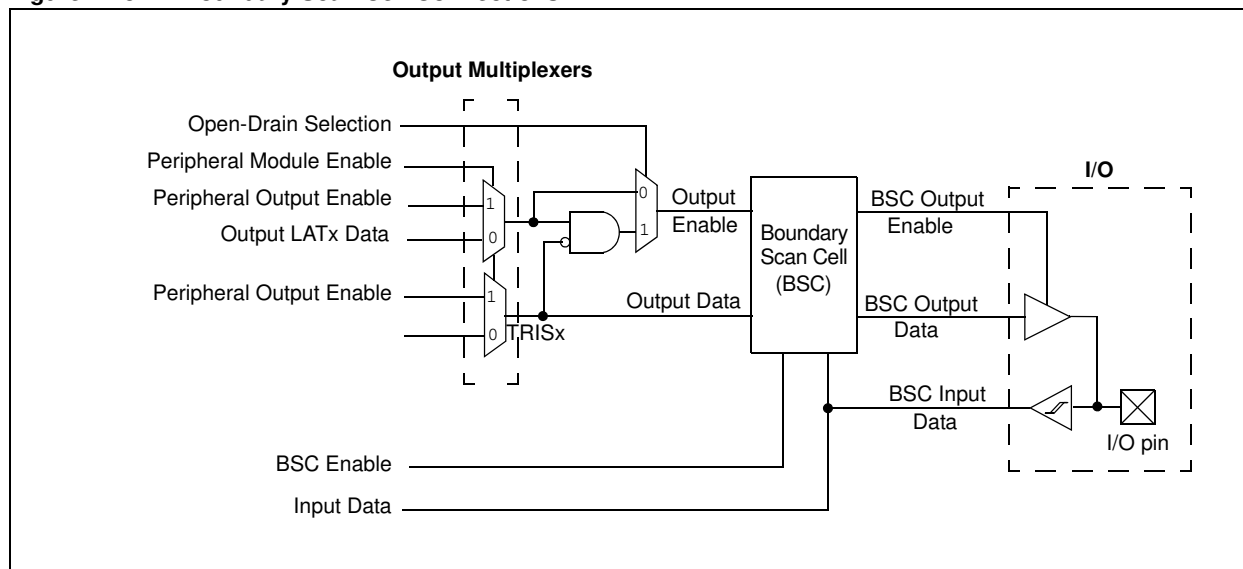 Output Multiplexers
Open-Drain Selection
Peripheral Module Enable
Peripheral Output Enable
Output LATx Data
Peripheral Output Enable
1
0
1
0
TRISx
0
1
Output
Enable
Output Data
Boundary
Scan Cell
(BSC)
BSC Output
Enable
BSC Output
Data
BSC Input
Data
I/O
I/O pin
BSC Enable
Input Data